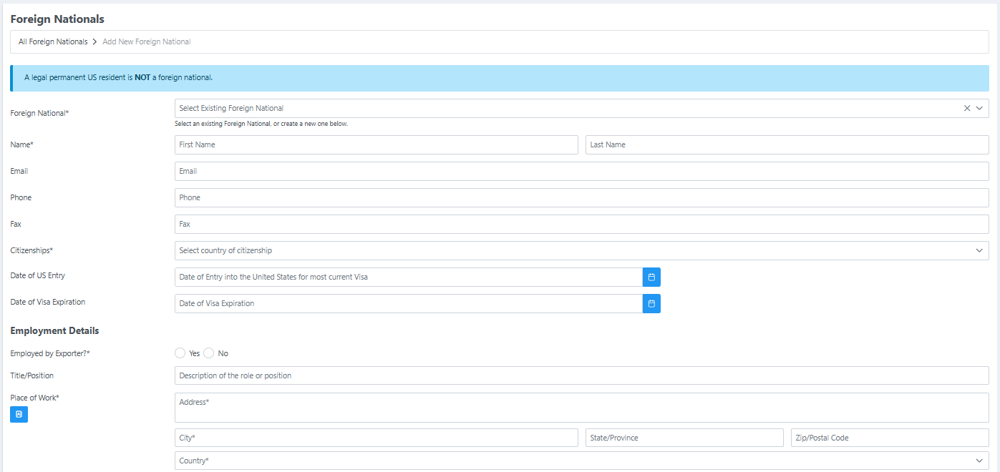 Foreign Nationals
All Foreign Nationals > Add New Foreign National
A legal permanent US resident is NOT a foreign national.
Foreign National* Select Existing Foreign National
Select an existing Foreign National, or create a new one below.
Name* First Name Last Name
Email Email
Phone Phone
Fax Fax
Citizenships* Select country of citizenship
Date of US Entry Date of Entry into the United States for most current Visa
Date of Visa Expiration Date of Visa Expiration
Employment Details
Employed by Exporter?* Yes No
Title/Position Description of the role or position
Place of Work* Address*
City* State/Province Zip/Postal Code
Country*